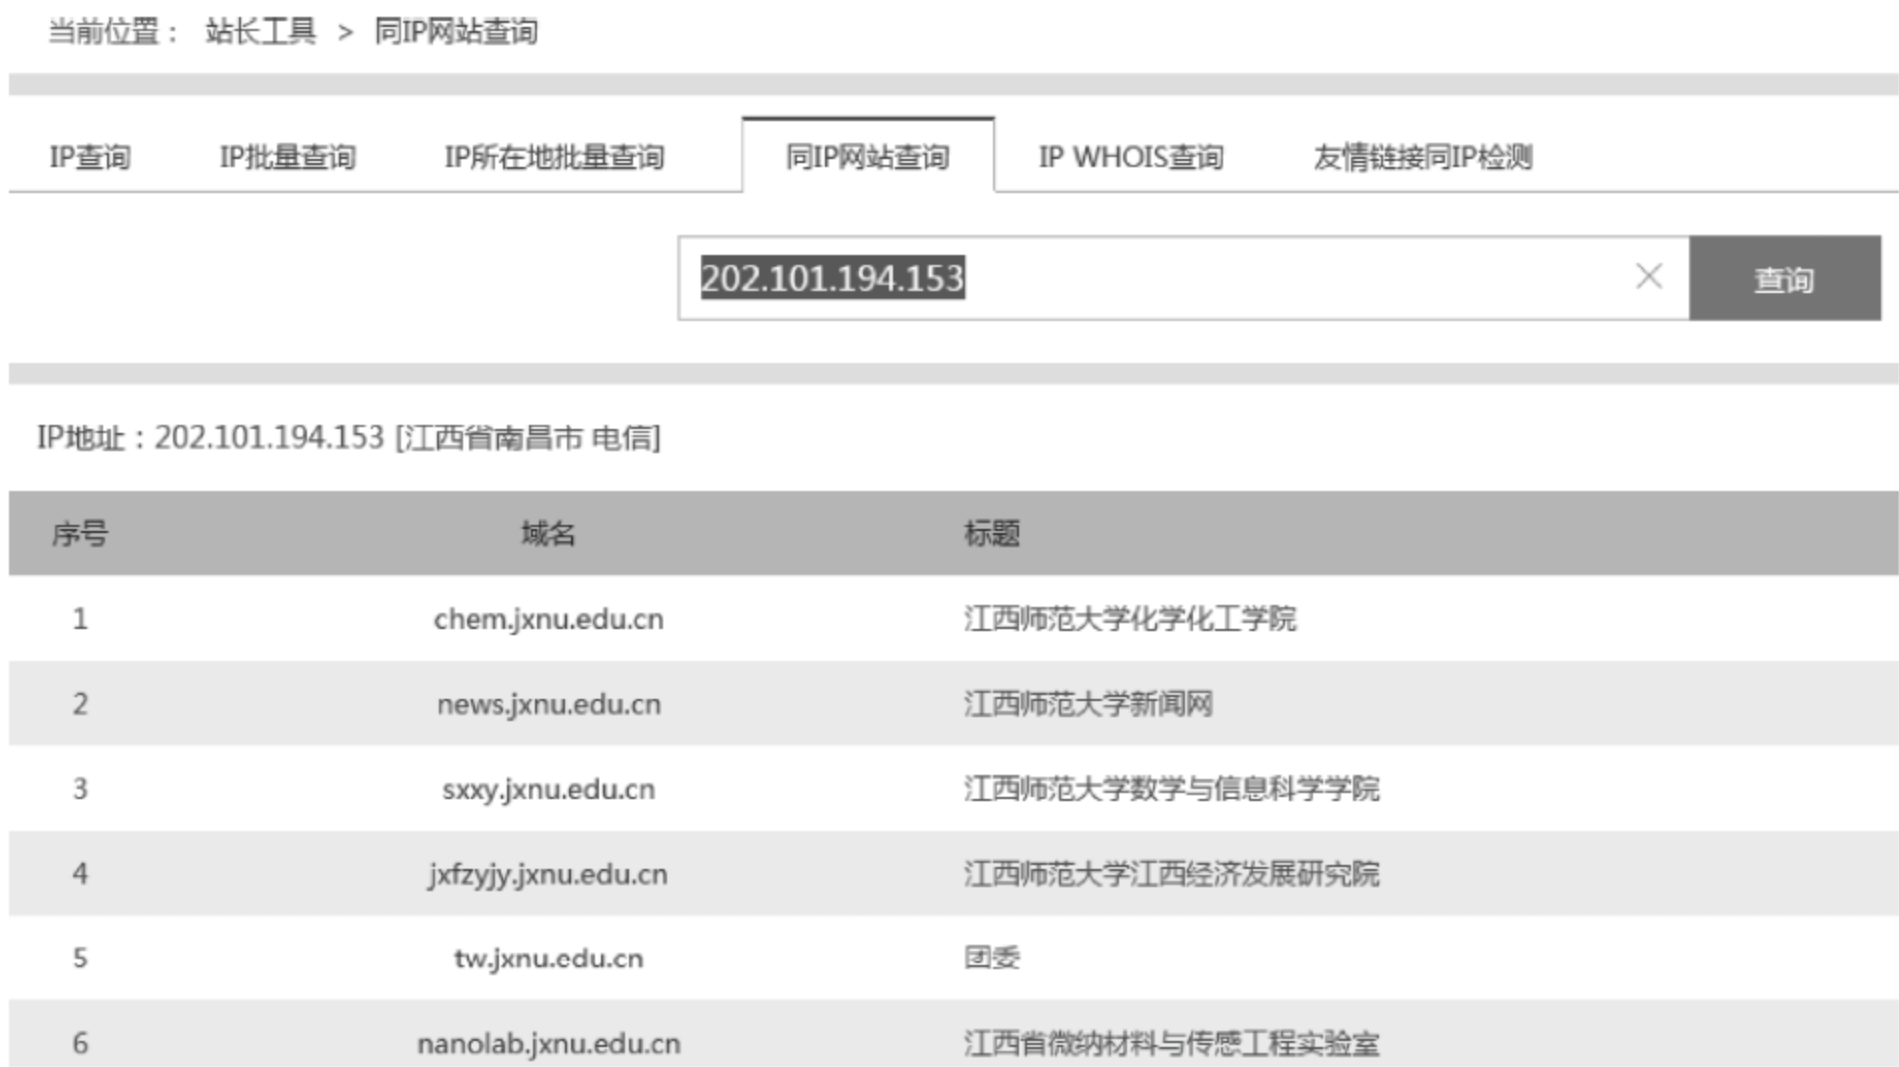 当前位置： 站长工具 > 同IP网站查询
IP查询 IP批量查询 IP所在地批量查询 同IP网站查询 IP WHOIS查询 友情链接同IP检测
202.101.194.153 × 查询
IP地址：202.101.194.153 [江西省南昌市 电信]
序号 域名 标题
1 chem.jxnu.edu.cn 江西师范大学化学化工学院
2 news.jxnu.edu.cn 江西师范大学新闻网
3 sxxy.jxnu.edu.cn 江西师范大学数学与信息科学学院
4 jxfzyjy.jxnu.edu.cn 江西师范大学江西经济发展研究院
5 tw.jxnu.edu.cn 团委
6 nanolab.jxnu.edu.cn 江西省微纳材料与传感工程实验室